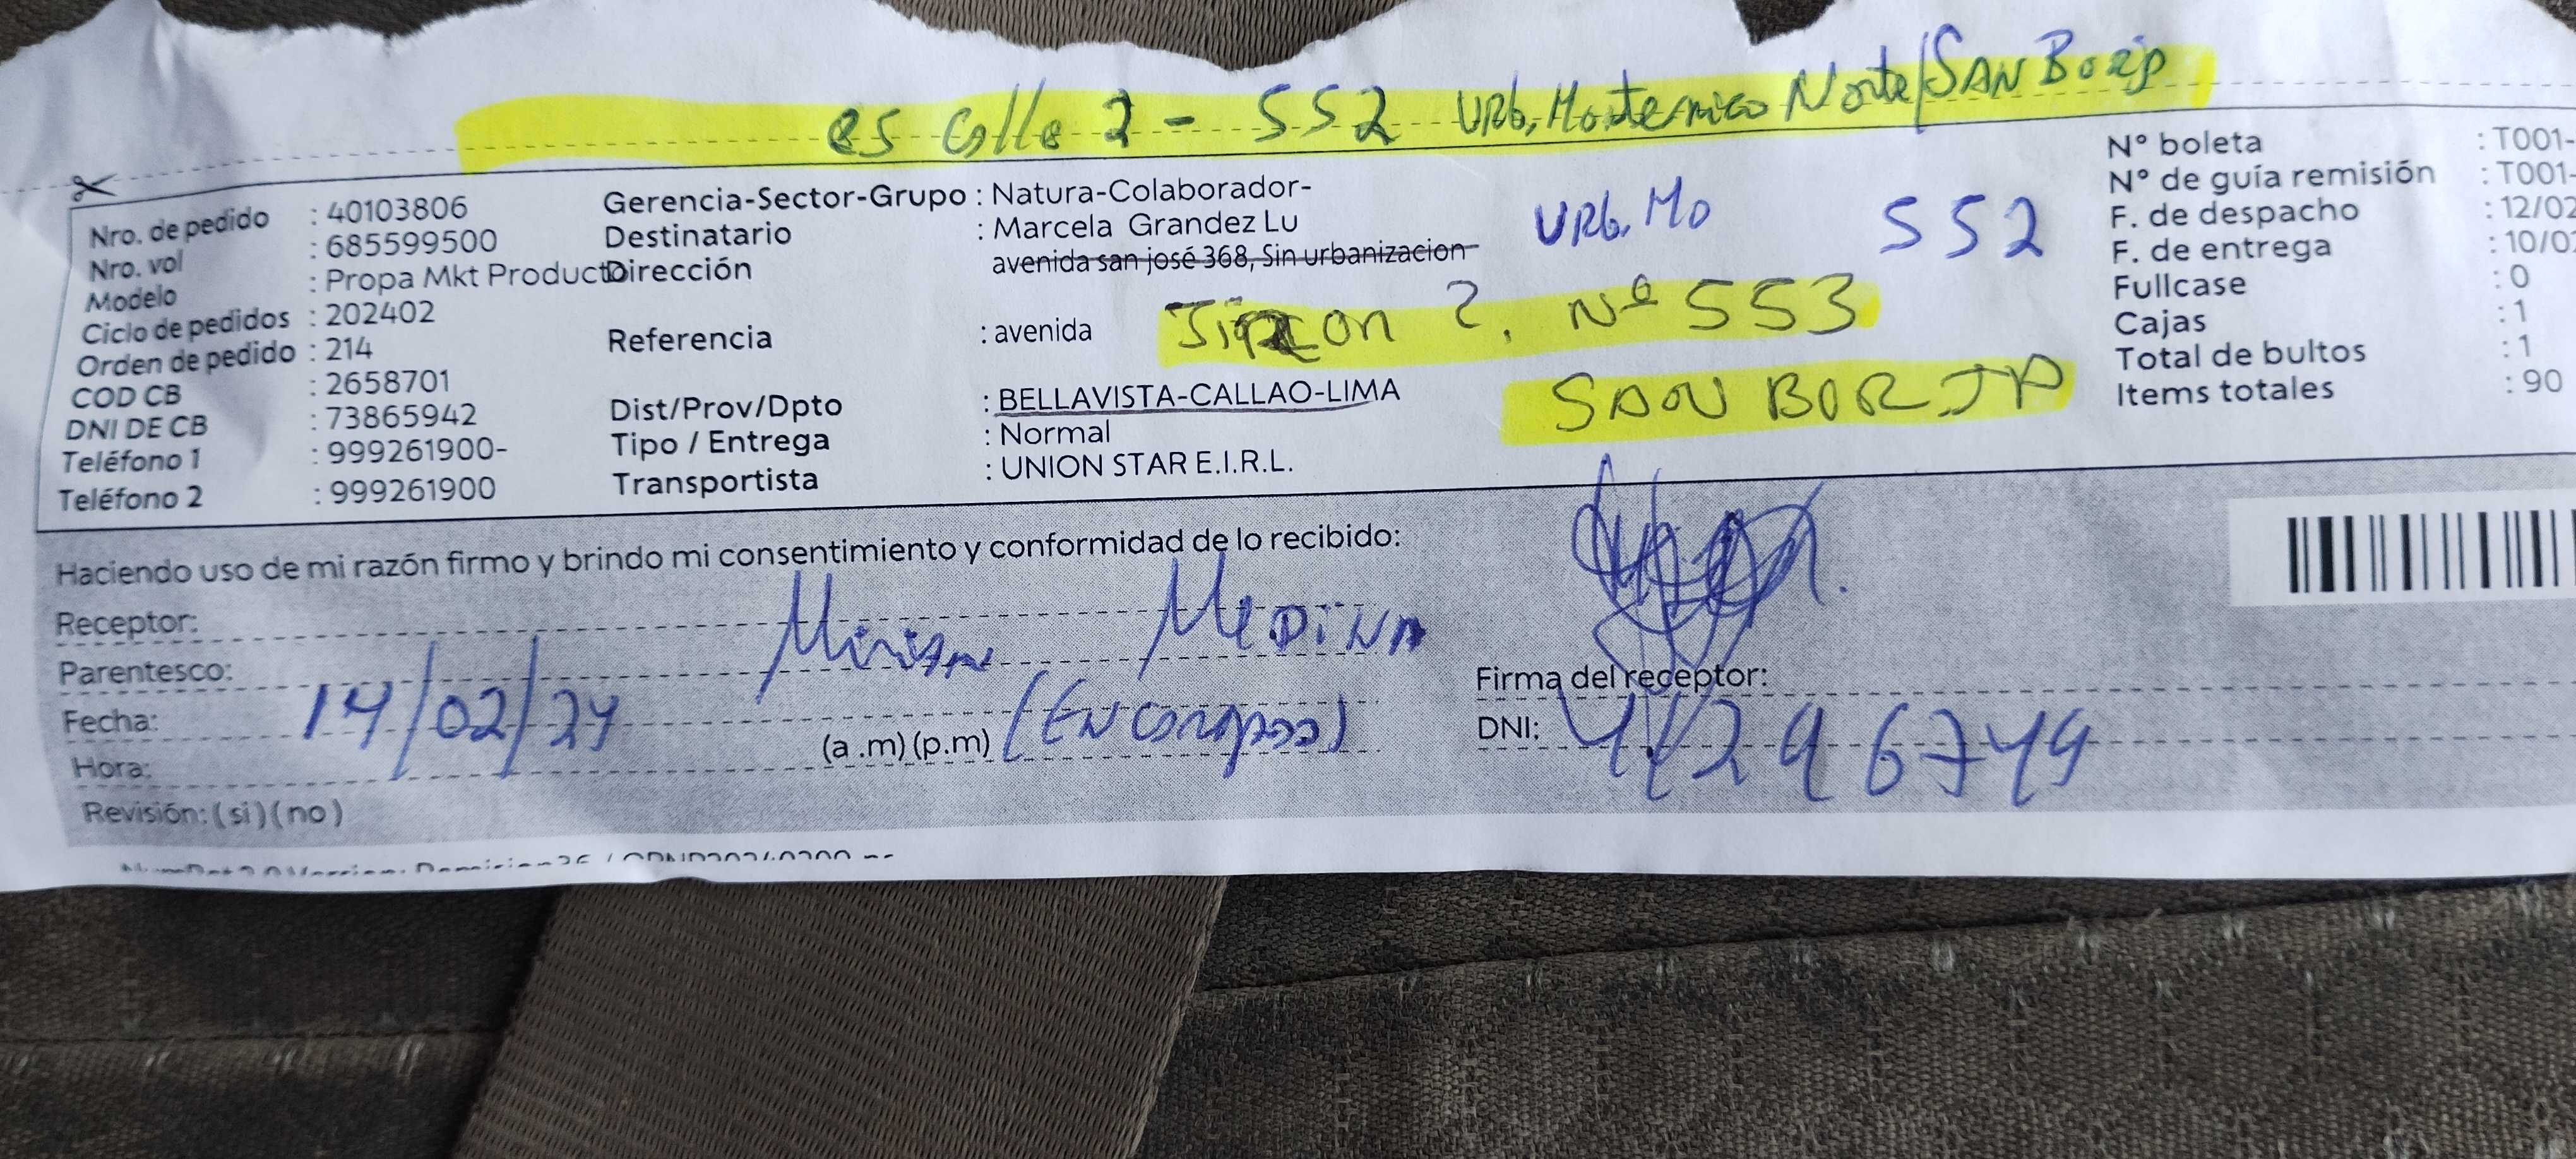 es Calle 2 - 552 URb. Monterrico Norte/SAN Borja
Nro. de pedido : 40103806
Nro. vol : 685599500
Modelo : Propa Mkt Producto
Ciclo de pedidos : 202402
Orden de pedido : 214
COD CB : 2658701
DNI DE CB : 73865942
Teléfono 1 : 999261900-
Teléfono 2 : 999261900
Gerencia-Sector-Grupo : Natura-Colaborador-
Destinatario : Marcela Grandez Lu
Dirección
avenida san josé 368, Sin urbanizacion
Referencia : avenida
Dist/Prov/Dpto : BELLAVISTA-CALLAO-LIMA
Tipo / Entrega : Normal
Transportista : UNION STAR E.I.R.L.
URb. Mo 552
Jiron 2. Nº 553
SAN BORJA
N° boleta : T001-
N° de guía remisión : T001-
F. de despacho : 12/02
F. de entrega : 10/0
Fullcase : 0
Cajas : 1
Total de bultos : 1
Items totales : 90
Haciendo uso de mi razón firmo y brindo mi consentimiento y conformidad de lo recibido:
Receptor: Miriam MEDINA
Parentesco:
Fecha: 14/02/24
Hora: (a .m) (p.m)
Revisión: ( si ) ( no )
Firma del receptor:
DNI: